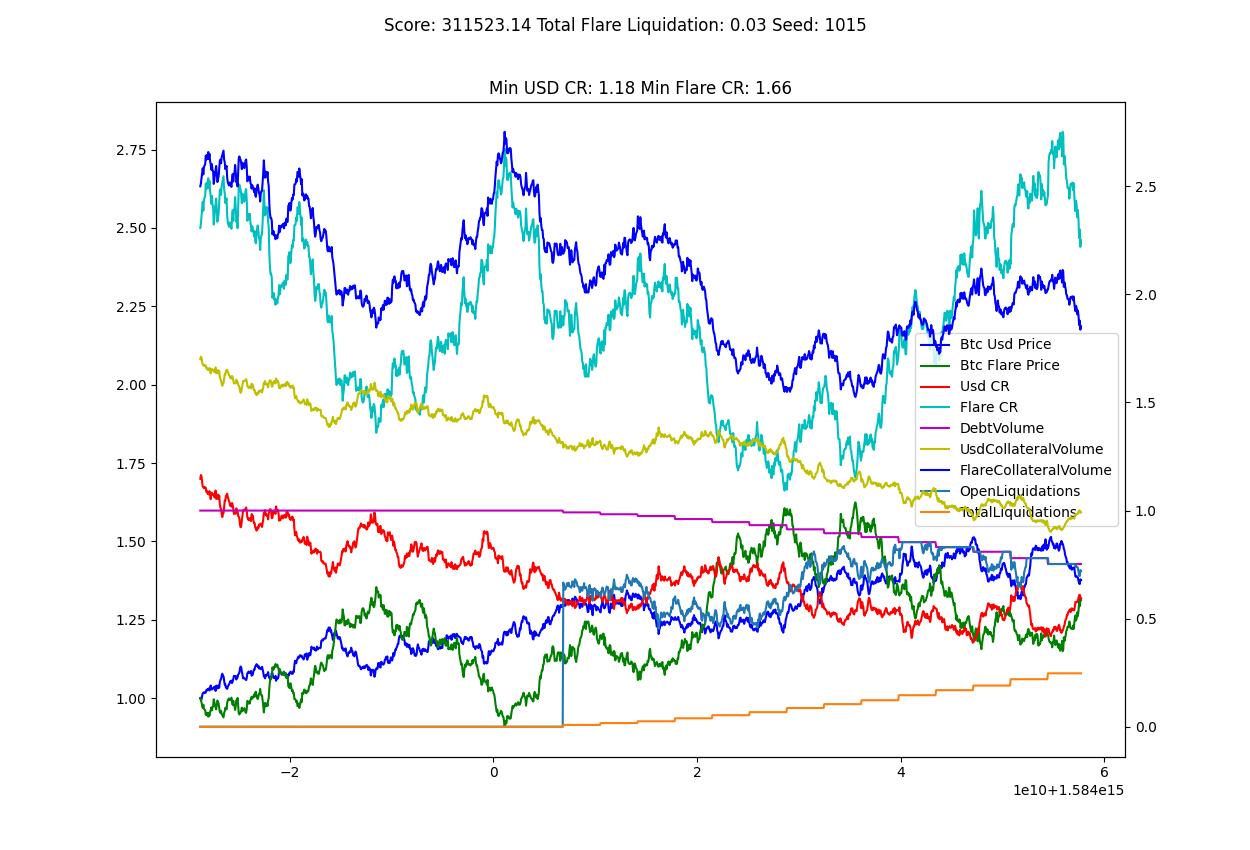 Score: 311523.14 Total Flare Liquidation: 0.03 Seed: 1015
Min USD CR: 1.18 Min Flare CR: 1.66
2.75
2.50
2.25
2.00
1.75
1.50
1.25
1.00
2.5
2.0
1.5
1.0
0.5
0.0
Btc Usd Price
Btc Flare Price
Usd CR
Flare CR
DebtVolume
UsdCollateralVolume
FlareCollateralVolume
OpenLiquidations
TotalLiquidations
−2 0 2 4 6
1e10+1.584e15